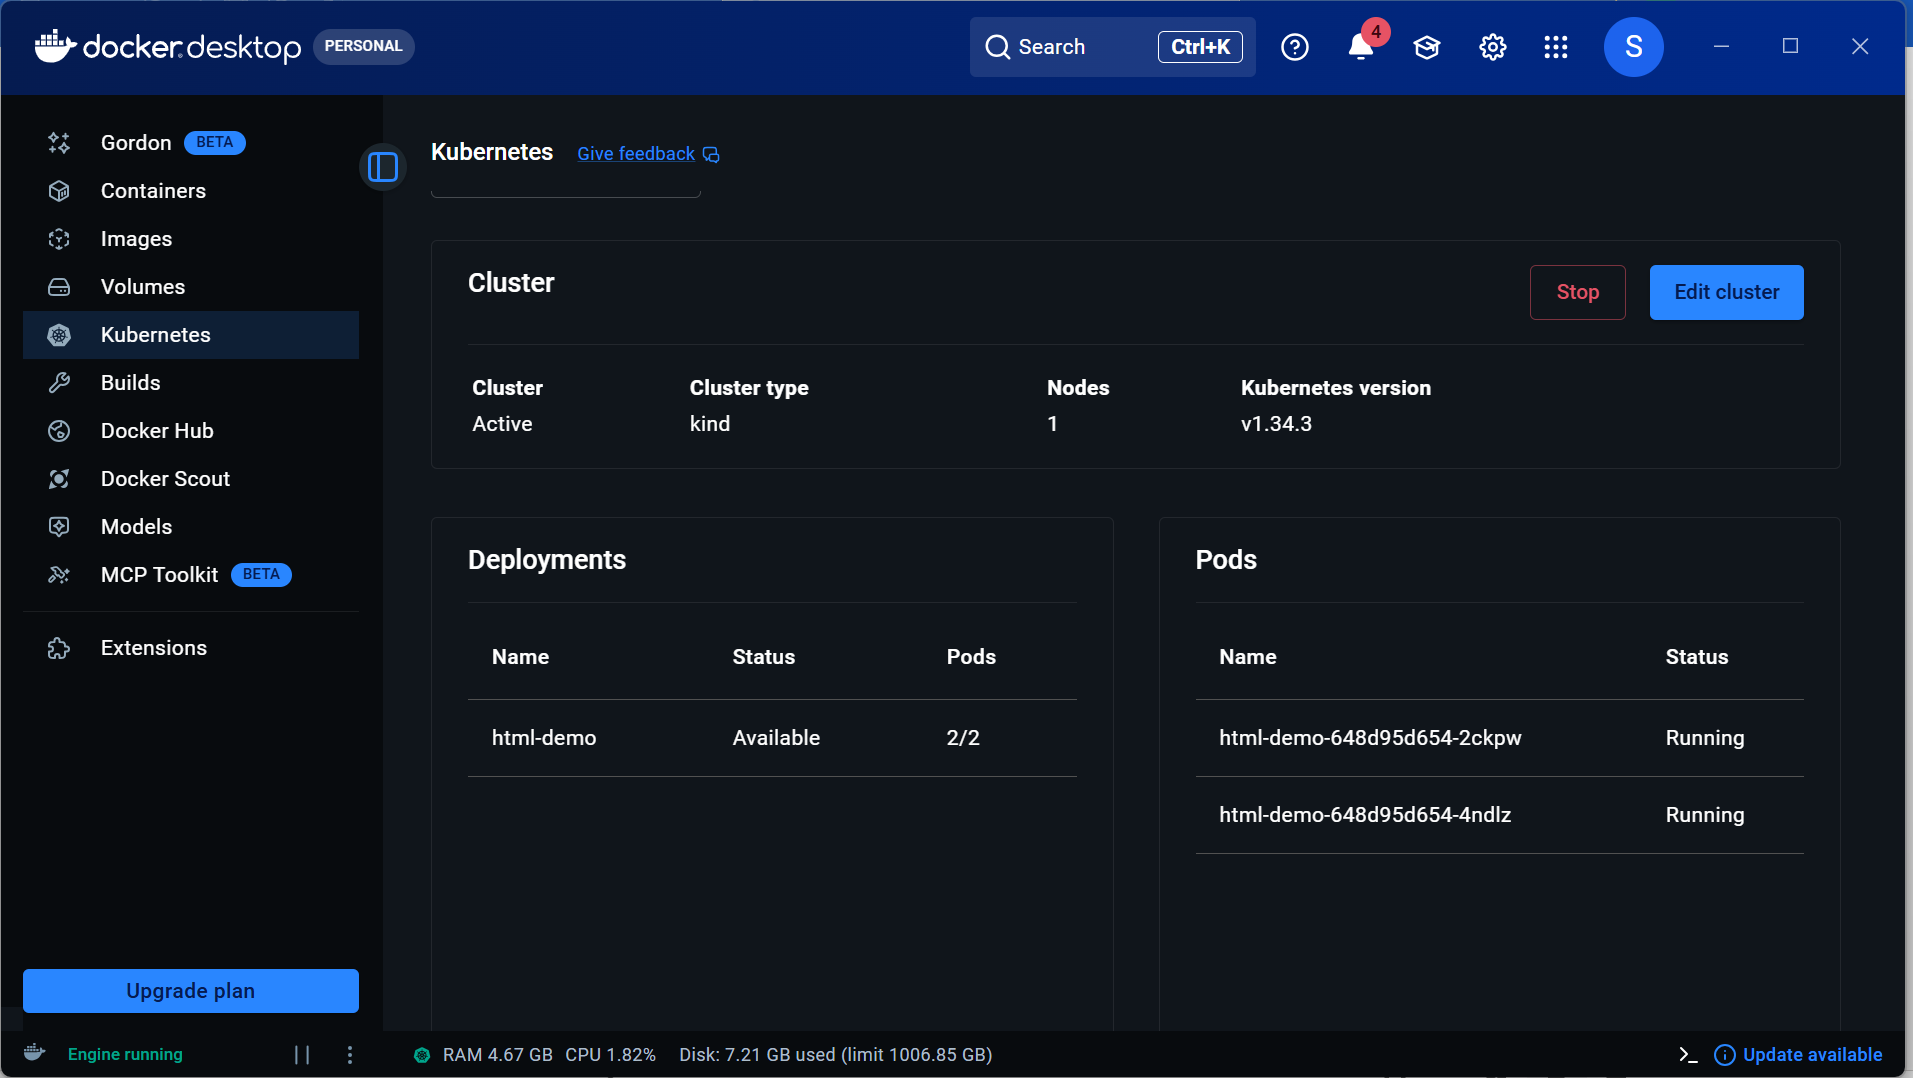 docker desktop PERSONAL
Search Ctrl+K
4
S
Gordon BETA
Containers
Images
Volumes
Kubernetes
Builds
Docker Hub
Docker Scout
Models
MCP Toolkit BETA
Extensions
Upgrade plan
Kubernetes Give feedback
Cluster
Stop
Edit cluster
Cluster Cluster type Nodes Kubernetes version
Active kind 1 v1.34.3
Deployments
Name Status Pods
html-demo Available 2/2
Pods
Name Status
html-demo-648d95d654-2ckpw Running
html-demo-648d95d654-4ndlz Running
Engine running
RAM 4.67 GB CPU 1.82% Disk: 7.21 GB used (limit 1006.85 GB)
Update available